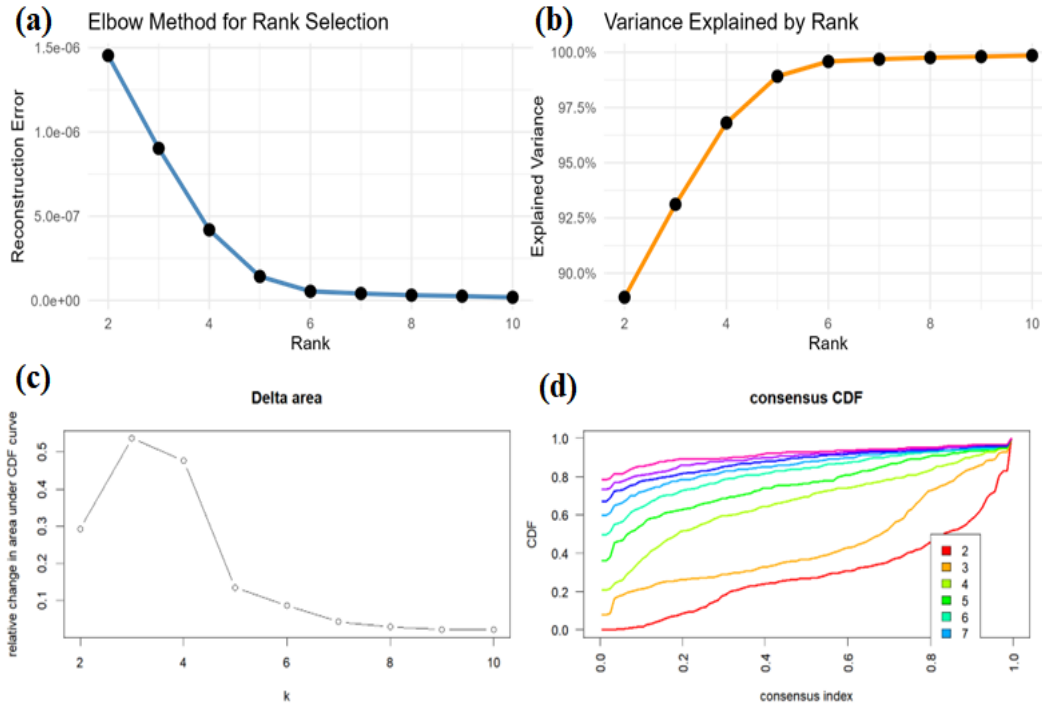 (a) Elbow Method for Rank Selection
1.5e-06
1.0e-06
5.0e-07
0.0e+00
Reconstruction Error
2 4 6 8 10
Rank
(b) Variance Explained by Rank
100.0%
97.5%
95.0%
92.5%
90.0%
Explained Variance
2 4 6 8 10
Rank
(c)
Delta area
relative change in area under CDF curve
0.5
0.4
0.3
0.2
0.1
2 4 6 8 10
k
(d)
consensus CDF
CDF
1.0
0.8
0.6
0.4
0.2
0.0
2
3
4
5
6
7
0.0 0.2 0.4 0.6 0.8 1.0
consensus index